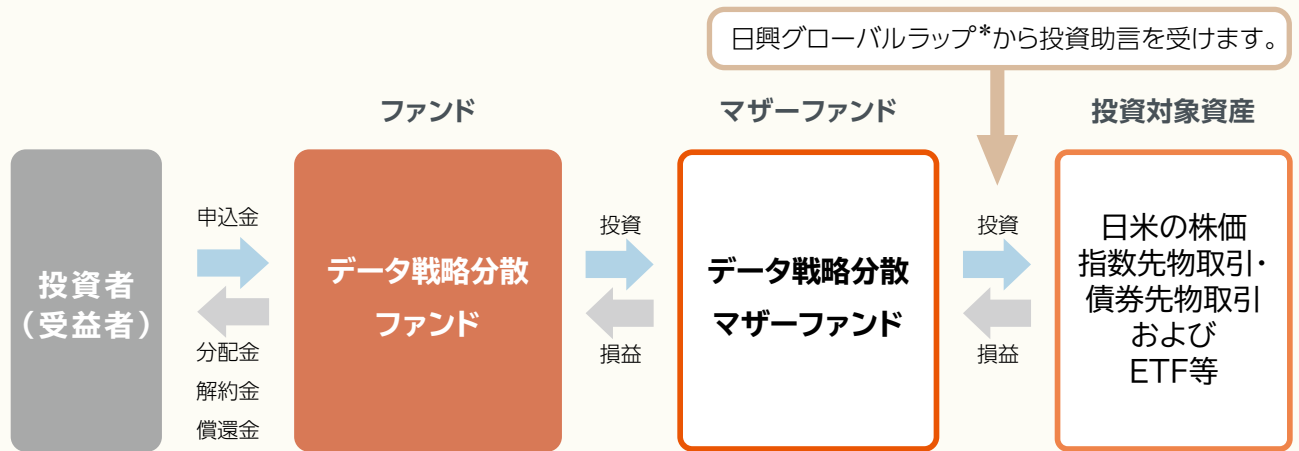 日興グローバルラップ*から投資助言を受けます。
ファンド
マザーファンド
投資対象資産
投資者
(受益者)
申込金
分配金
解約金
償還金
データ戦略分散
ファンド
投資
損益
データ戦略分散
マザーファンド
投資
損益
日米の株価
指数先物取引・
債券先物取引
および
ETF等